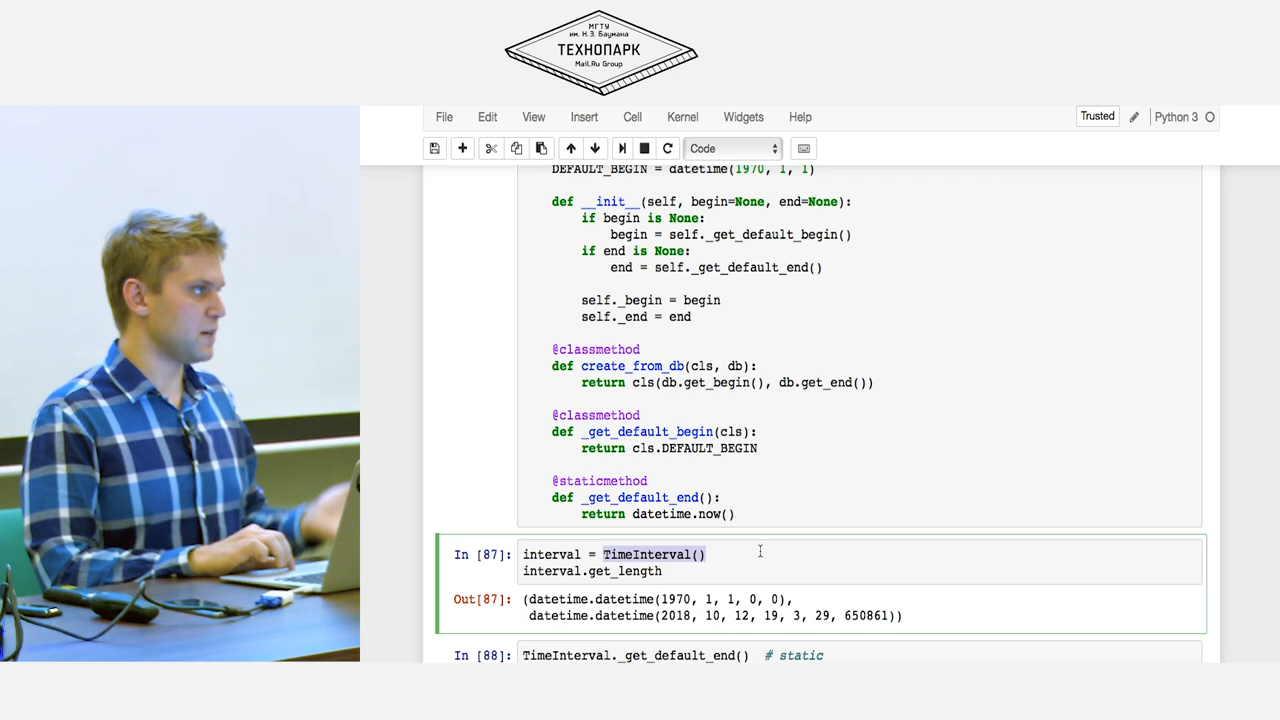 МГТУ
им. Н.Э. Баумана
ТЕХНОПАРК
Mail.Ru Group
File Edit View Insert Cell Kernel Widgets Help
Trusted
Python 3
Code
DEFAULT_BEGIN = datetime(1970, 1, 1)
def __init__(self, begin=None, end=None):
if begin is None:
begin = self._get_default_begin()
if end is None:
end = self._get_default_end()
self._begin = begin
self._end = end
@classmethod
def create_from_db(cls, db):
return cls(db.get_begin(), db.get_end())
@classmethod
def _get_default_begin(cls):
return cls.DEFAULT_BEGIN
@staticmethod
def _get_default_end():
return datetime.now()
In [87]: interval = TimeInterval()
interval.get_length
Out[87]: (datetime.datetime(1970, 1, 1, 0, 0),
datetime.datetime(2018, 10, 12, 19, 3, 29, 650861))
In [88]: TimeInterval._get_default_end() # static